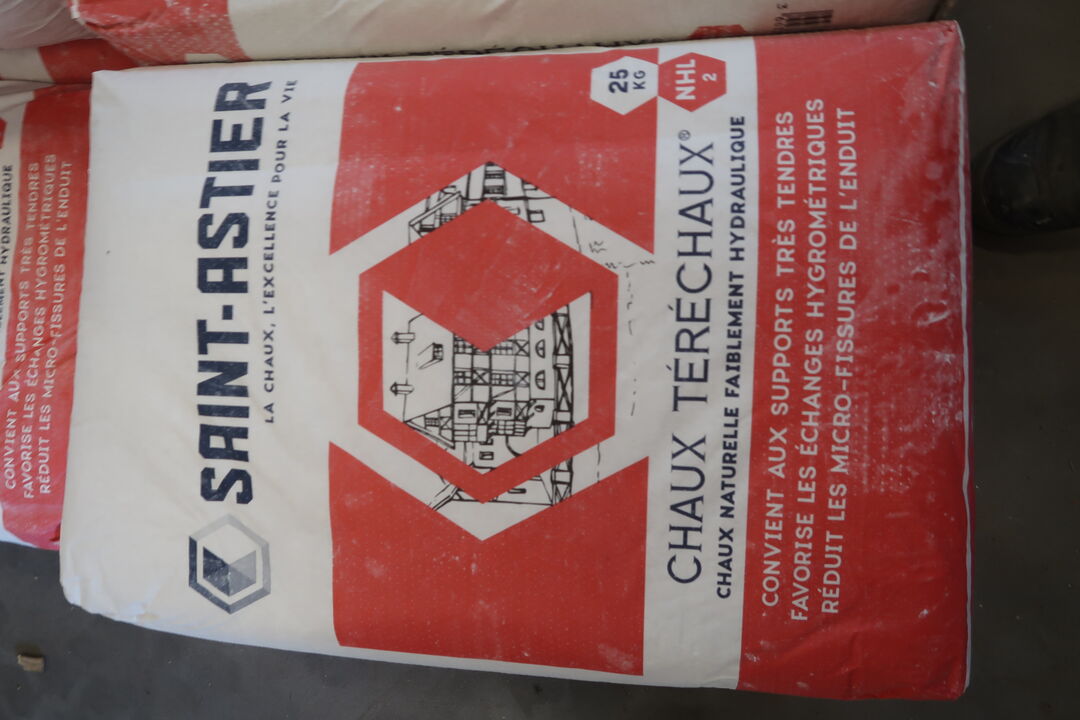 SAINT-ASTIER
LA CHAUX, L'EXCELLENCE POUR LA VIE
25
KG
NHL
2
CHAUX TÉRÉCHAUX®
CHAUX NATURELLE FAIBLEMENT HYDRAULIQUE
CONVIENT AUX SUPPORTS TRÈS TENDRES
FAVORISE LES ÉCHANGES HYGROMÉTRIQUES
RÉDUIT LES MICRO-FISSURES DE L'ENDUIT
HYDRAULIQUE
CONVIENT AUX SUPPORTS TRÈS TENDRES
FAVORISE LES ÉCHANGES HYGROMÉTRIQUES
RÉDUIT LES MICRO-FISSURES DE L'ENDUIT